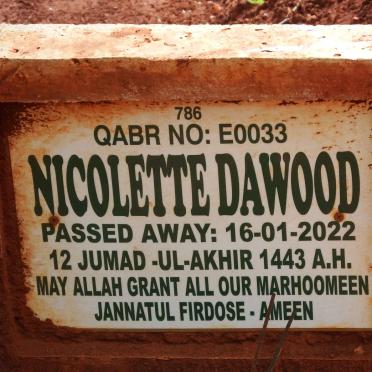 786
QABR NO: E0033
NICOLETTE DAWOOD
PASSED AWAY: 16-01-2022
12 JUMAD -UL-AKHIR 1443 A.H.
MAY ALLAH GRANT ALL OUR MARHOOMEEN
JANNATUL FIRDOSE - AMEEN